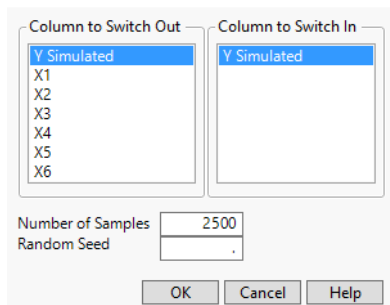 Column to Switch Out
Column to Switch In
Y Simulated
X1
X2
X3
X4
X5
X6
Y Simulated
Number of Samples 2500
Random Seed .
OK Cancel Help